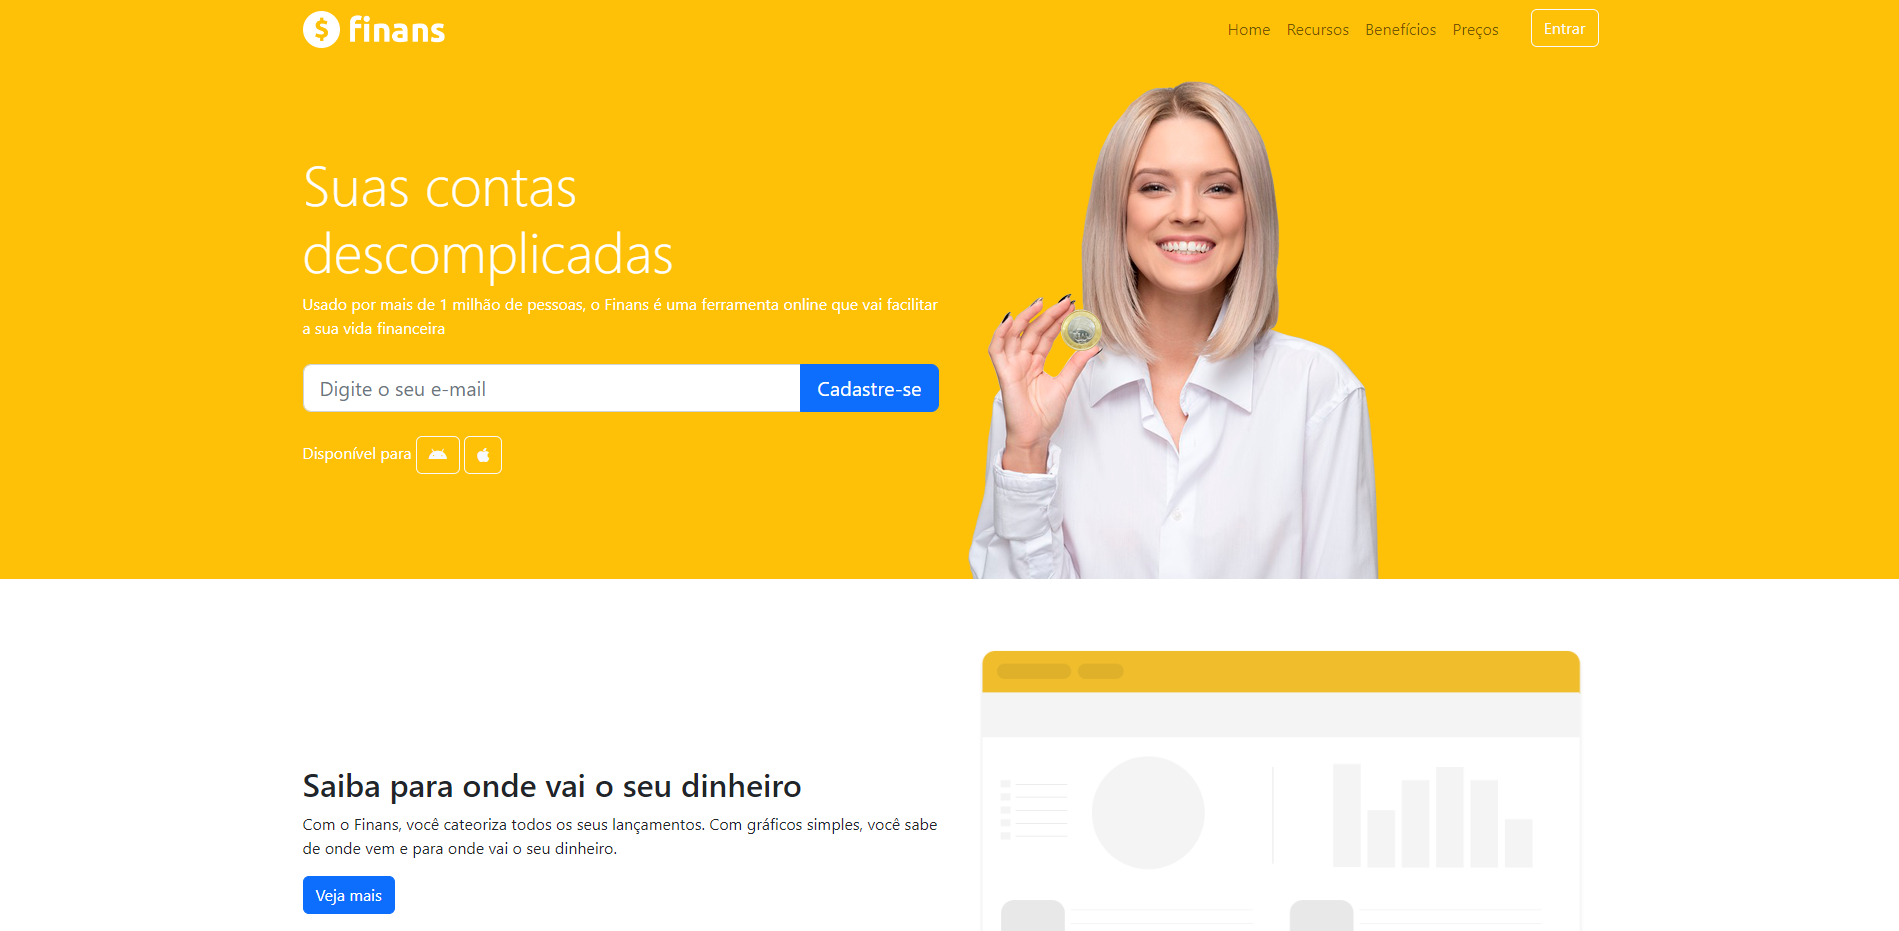 finans
Home Recursos Benefícios Preços Entrar
Suas contas
descomplicadas
Usado por mais de 1 milhão de pessoas, o Finans é uma ferramenta online que vai facilitar
a sua vida financeira
Digite o seu e-mail Cadastre-se
Disponível para
Saiba para onde vai o seu dinheiro
Com o Finans, você cateoriza todos os seus lançamentos. Com gráficos simples, você sabe
de onde vem e para onde vai o seu dinheiro.
Veja mais